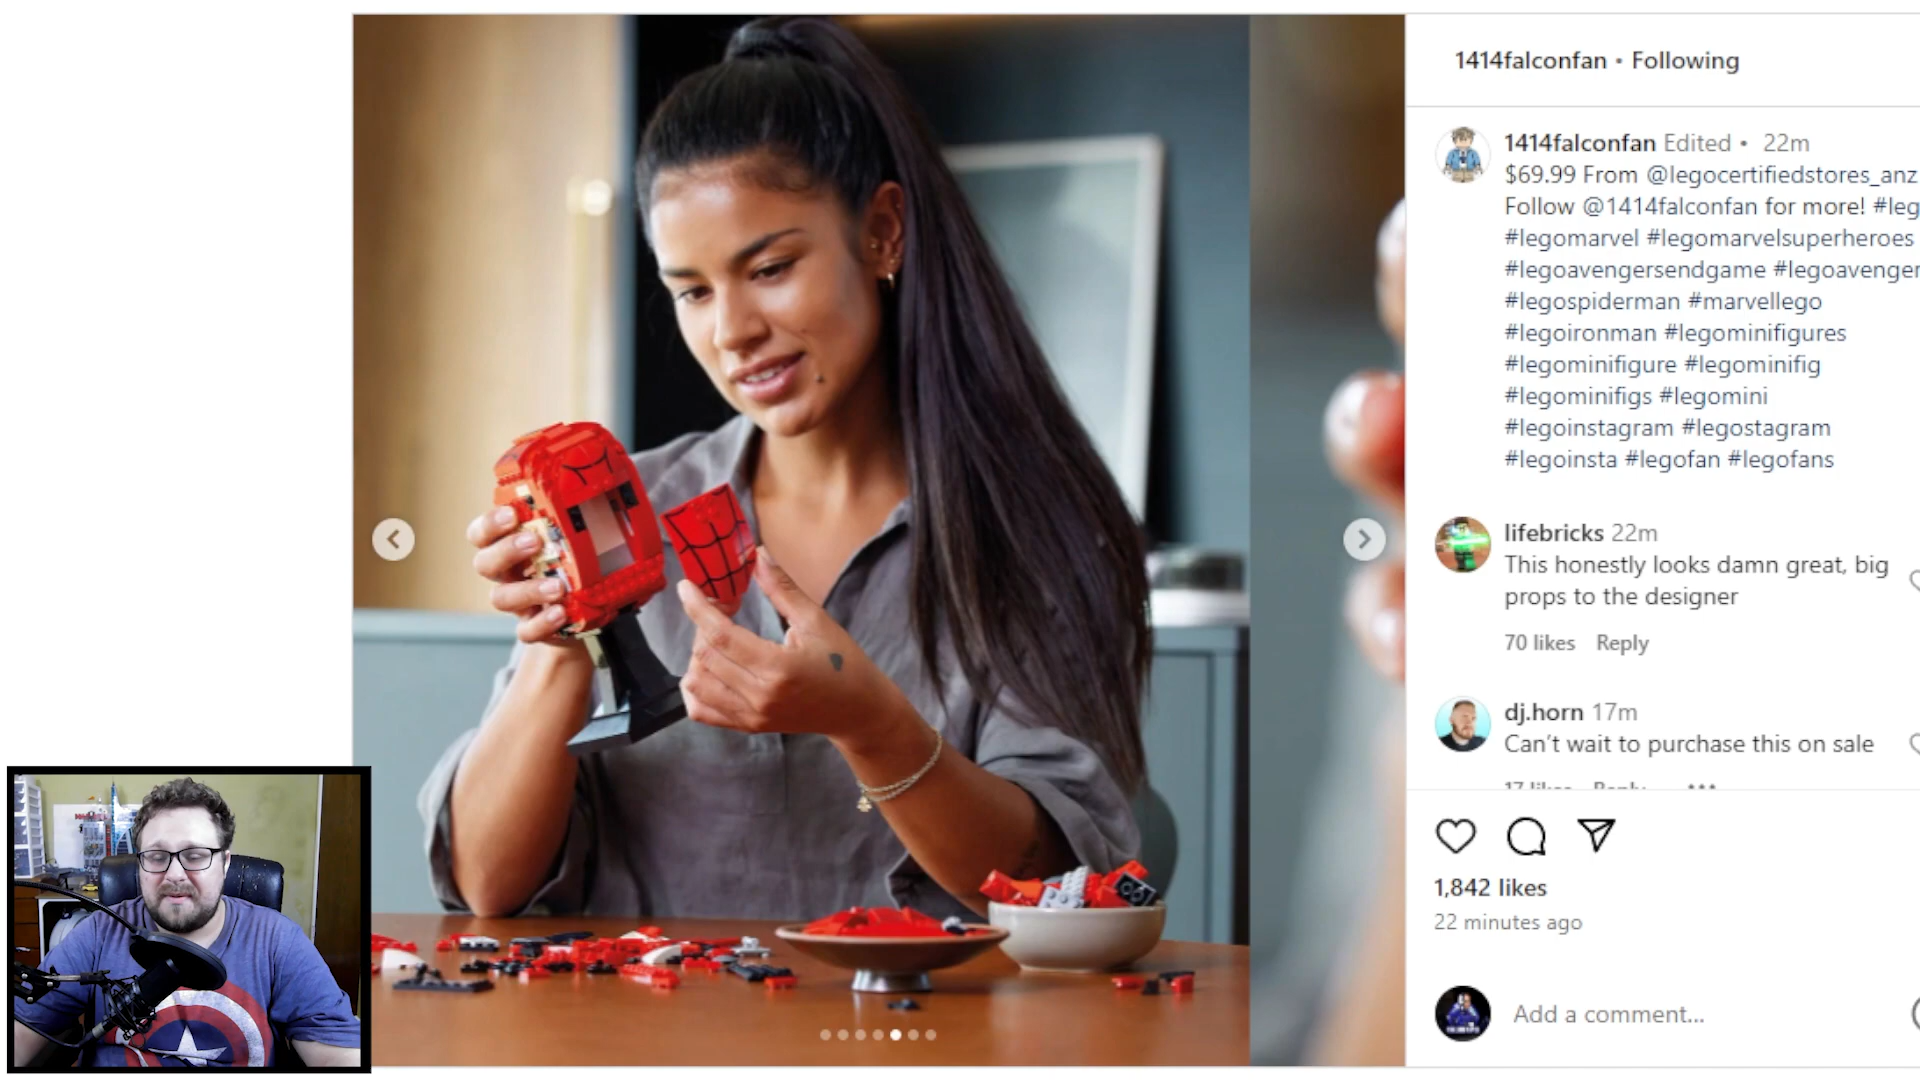 1414falconfan • Following
1414falconfan Edited • 22m
$69.99 From @legocertifiedstores_anz
Follow @1414falconfan for more! #leg
#legomarvel #legomarvelsuperheroes
#legoavengersendgame #legoavenger
#legospiderman #marvellego
#legoironman #legominifigures
#legominifigure #legominifig
#legominifigs #legomini
#legoinstagram #legostagram
#legoinsta #legofan #legofans
lifebricks 22m
This honestly looks damn great, big
props to the designer
70 likes Reply
dj.horn 17m
Can't wait to purchase this on sale
17 likes Reply •••
1,842 likes
22 minutes ago
Add a comment...